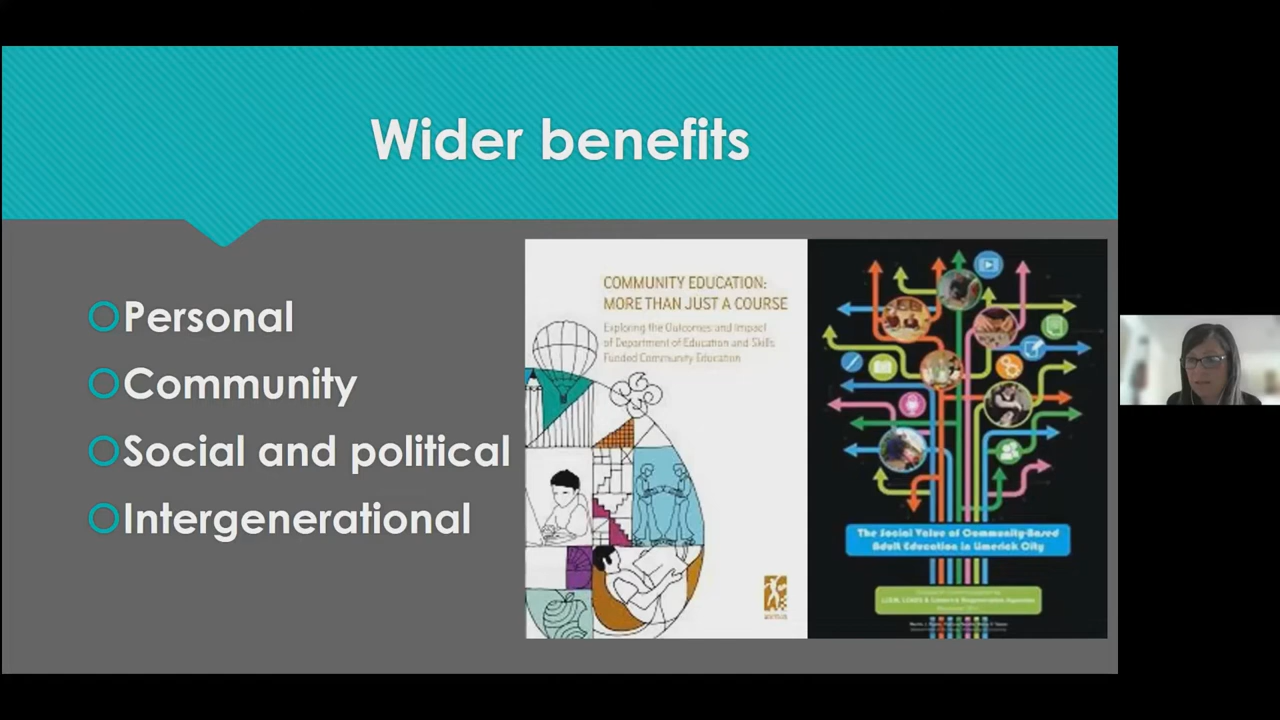 Wider benefits
Personal
Community
Social and political
Intergenerational
COMMUNITY EDUCATION:
MORE THAN JUST A COURSE
Exploring the Outcomes and Impact
of Department of Education and Skills
Funded Community Education
The Social Value of Community-Based
Adult Education in Limerick City